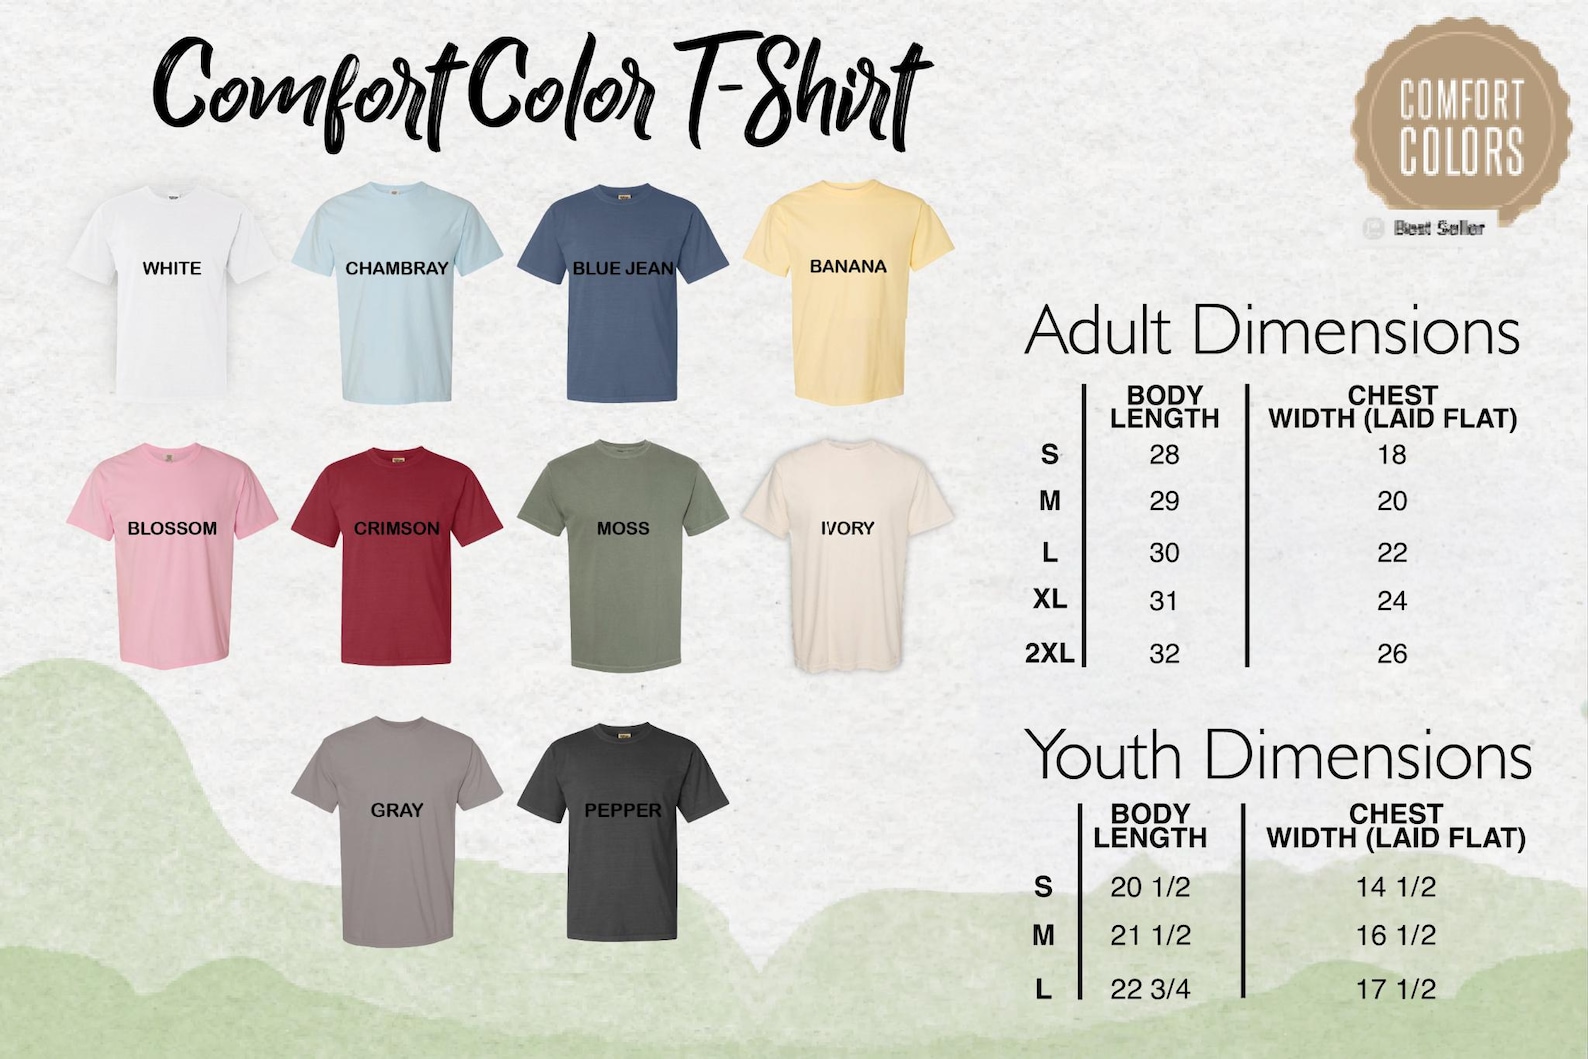 Comfort Color T-Shirt
COMFORT
COLORS
Best Seller
WHITE
CHAMBRAY
BLUE JEAN
BANANA
BLOSSOM
CRIMSON
MOSS
IVORY
GRAY
PEPPER
Adult Dimensions
BODY LENGTH CHEST WIDTH (LAID FLAT)
S 28 18
M 29 20
L 30 22
XL 31 24
2XL 32 26
Youth Dimensions
BODY LENGTH CHEST WIDTH (LAID FLAT)
S 20 1/2 14 1/2
M 21 1/2 16 1/2
L 22 3/4 17 1/2